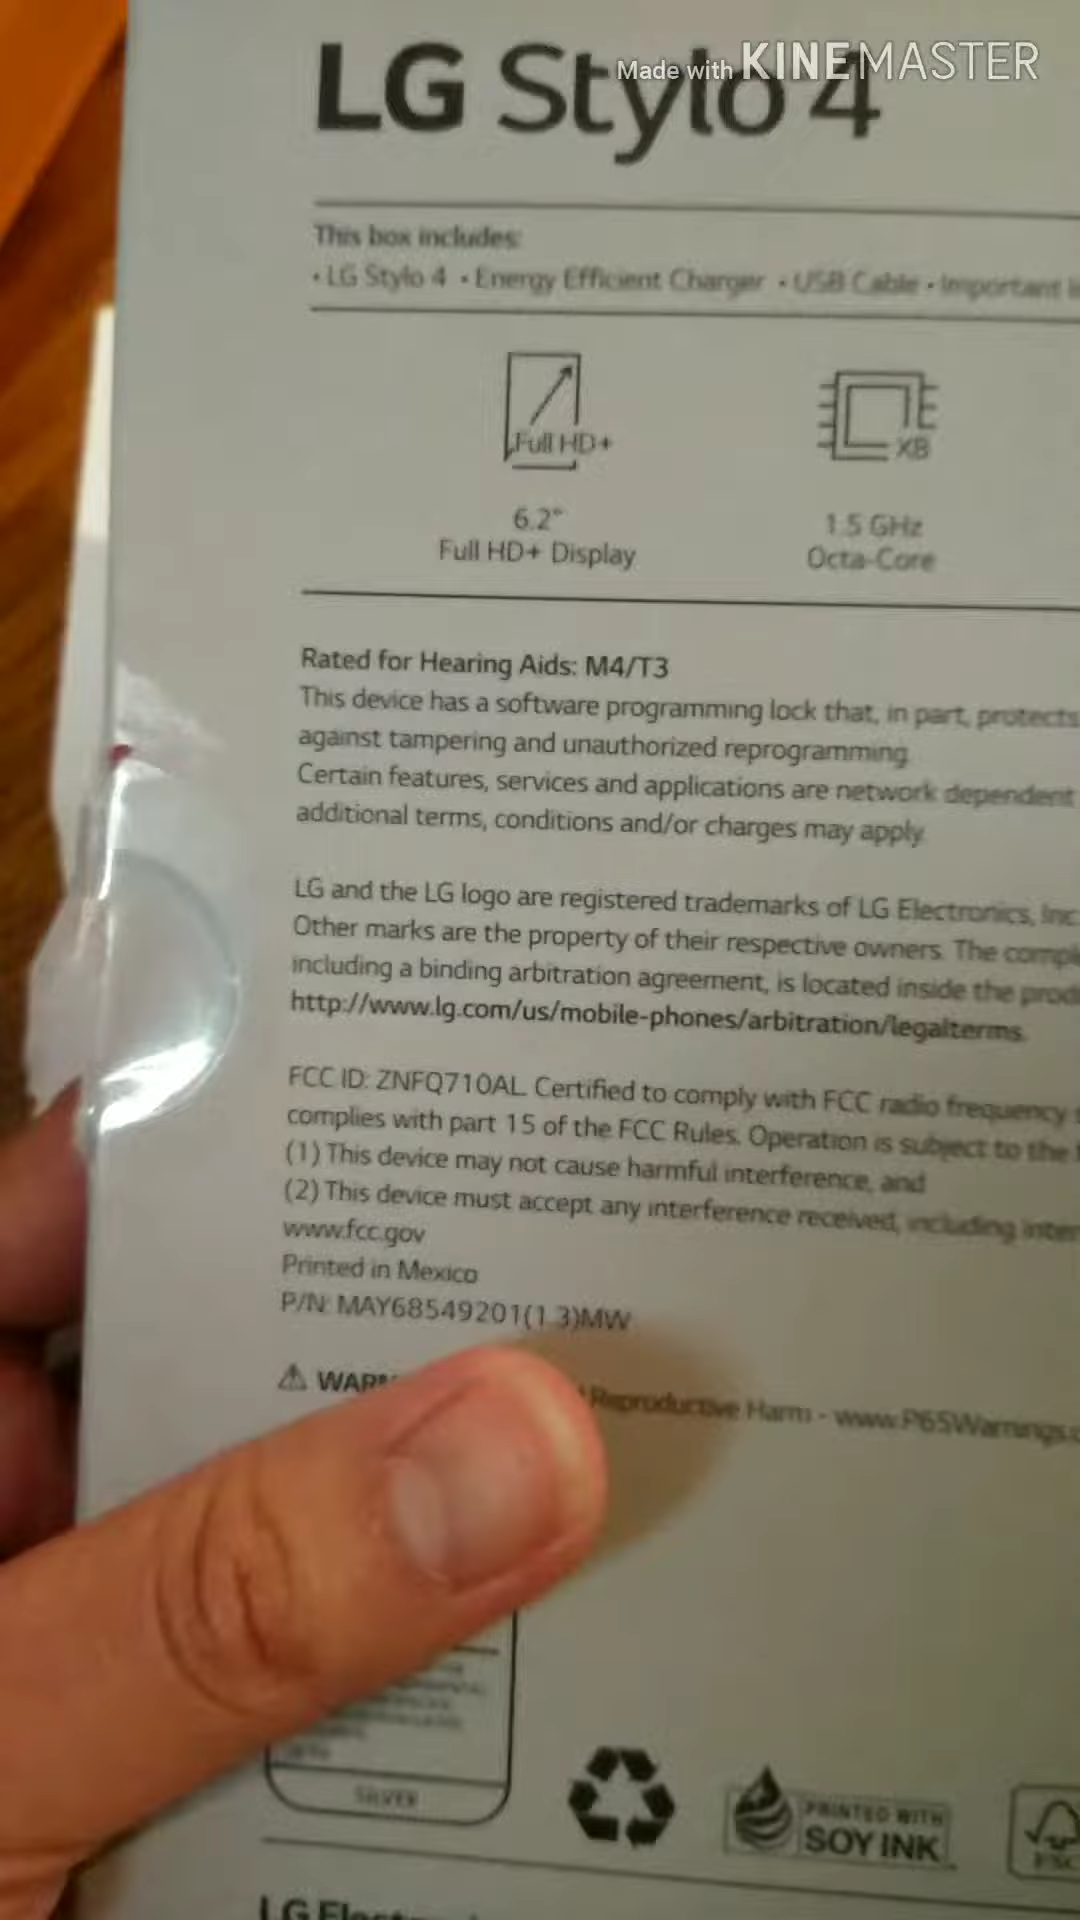 Made with KINEMASTER
LG Stylo 4
This box includes:
• LG Stylo 4 • Energy Efficient Charger • USB Cable • Important
Full HD+
X8
6.2"
Full HD+ Display
1.5 GHz
Octa-Core
Rated for Hearing Aids: M4/T3
This device has a software programming lock that, in part, protects
against tampering and unauthorized reprogramming.
Certain features, services and applications are network dependent
additional terms, conditions and/or charges may apply.
LG and the LG logo are registered trademarks of LG Electronics, Inc.
Other marks are the property of their respective owners. The
including a binding arbitration agreement, is located inside the
http://www.lg.com/us/mobile-phones/arbitration/legalterms.
FCC ID: ZNFQ710AL. Certified to comply with FCC radio frequency
complies with part 15 of the FCC Rules. Operation is subject to the
(1) This device may not cause harmful interference, and
(2) This device must accept any interference received, including
www.fcc.gov
Printed in Mexico
P/N: MAY68549201(1.3)MW
Reproductive Harm - www.P65Warnings.
SILVER
PRINTED WITH
SOY INK
FSC
LG